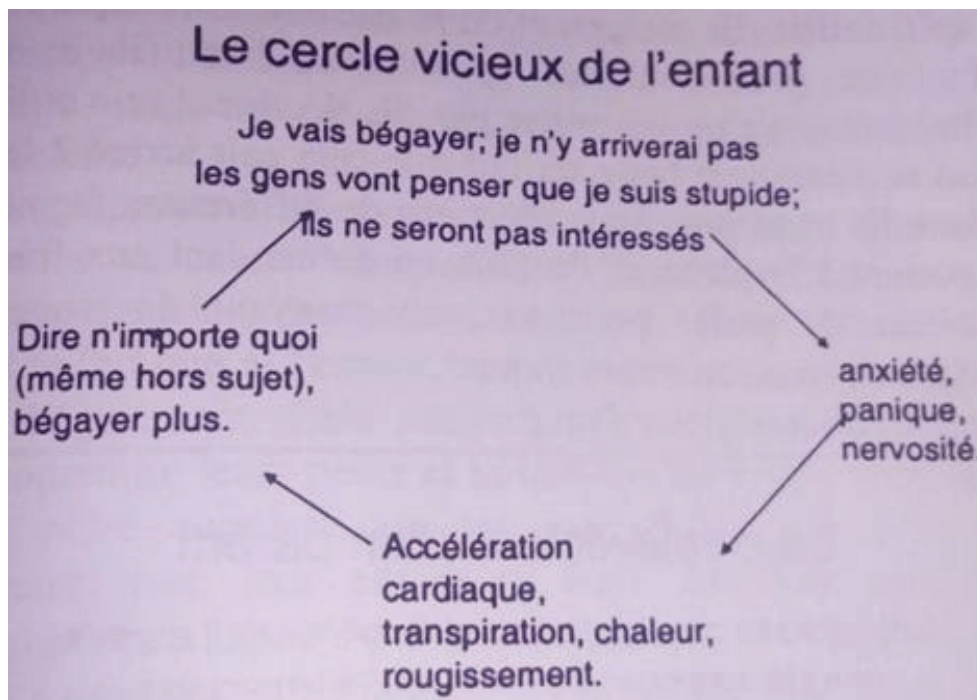 Le cercle vicieux de l'enfant
Je vais bégayer; je n'y arriverai pas
les gens vont penser que je suis stupide;
Ils ne seront pas intéressés
Dire n'importe quoi
(même hors sujet),
bégayer plus.
anxiété,
panique,
nervosité
Accélération
cardiaque,
transpiration, chaleur,
rougissement.